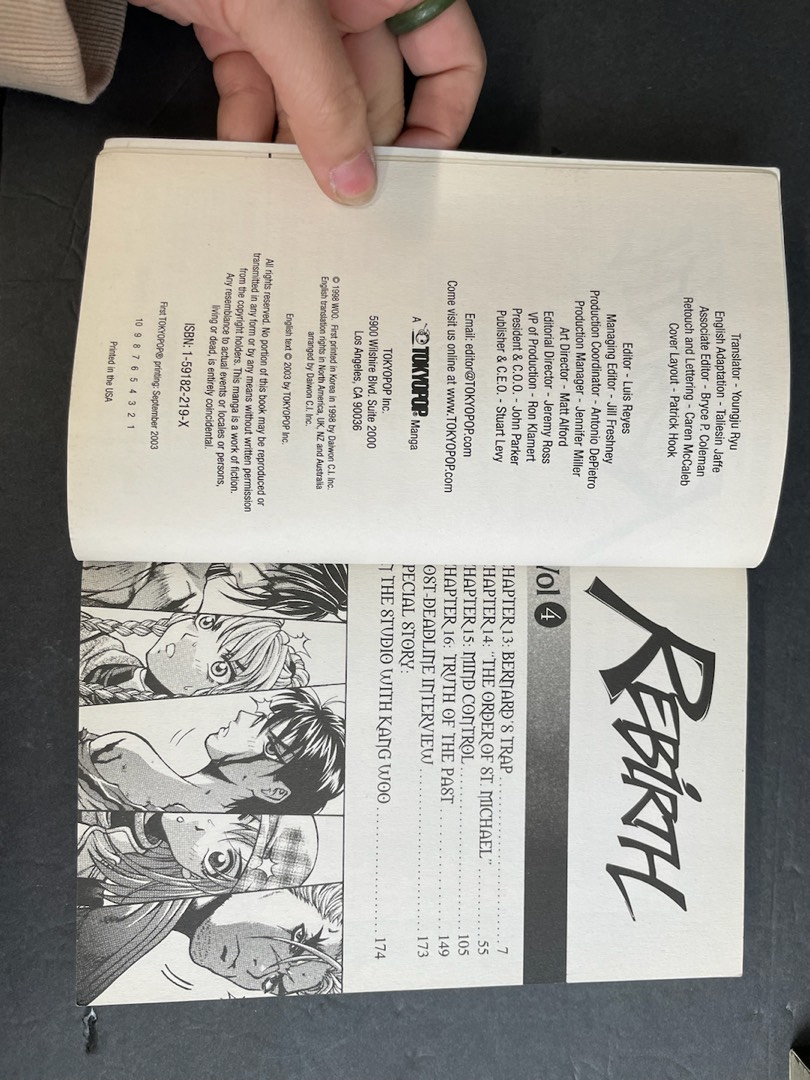 Translator - Youngju Ryu
English Adaptation - Taliesin Jaffe
Associate Editor - Bryce P. Coleman
Retouch and Lettering - Caren McCaleb
Cover Layout - Patrick Hook
Editor - Luis Reyes
Managing Editor - Jill Freshney
Production Coordinator - Antonio DePietro
Production Manager - Jennifer Miller
Art Director - Matt Alford
Editorial Director - Jeremy Ross
VP of Production - Ron Klamert
President & C.O.O. - John Parker
Publisher & C.E.O. - Stuart Levy
Email: editor@TOKYOPOP.com
Come visit us online at www.TOKYOPOP.com
A TOKYOPOP® Manga
TOKYOPOP Inc.
5900 Wilshire Blvd. Suite 2000
Los Angeles, CA 90036
© 1998 WOO. First printed in Korea in 1998 by Daiwon C.I. Inc.
English translation rights in North America, UK, NZ and Australia
arranged by Daiwon C.I. Inc.
English text © 2003 by TOKYOPOP Inc.
All rights reserved. No portion of this book may be reproduced or
transmitted in any form or by any means without written permission
from the copyright holders. This manga is a work of fiction.
Any resemblance to actual events or locales or persons,
living or dead, is entirely coincidental.
ISBN: 1-59182-219-X
First TOKYOPOP® printing: September 2003
10 9 8 7 6 5 4 3 2 1
Printed in the USA
REBIRTH
Vol 4
HAPTER 13: BERNARD'S TRAP . . . . . . . . . . . . . . . 7
HAPTER 14: "THE ORDER OF ST. MICHAEL" . . . . . . . 55
HAPTER 15: MIND CONTROL . . . . . . . . . . . . . . . 105
HAPTER 16: TRUTH OF THE PAST . . . . . . . . . . . . 149
OST-DEADLINE INTERVIEW . . . . . . . . . . . . . . . . 173
PECIAL STORY:
N THE STUDIO WITH KANG WOO . . . . . . . . . . . . 174